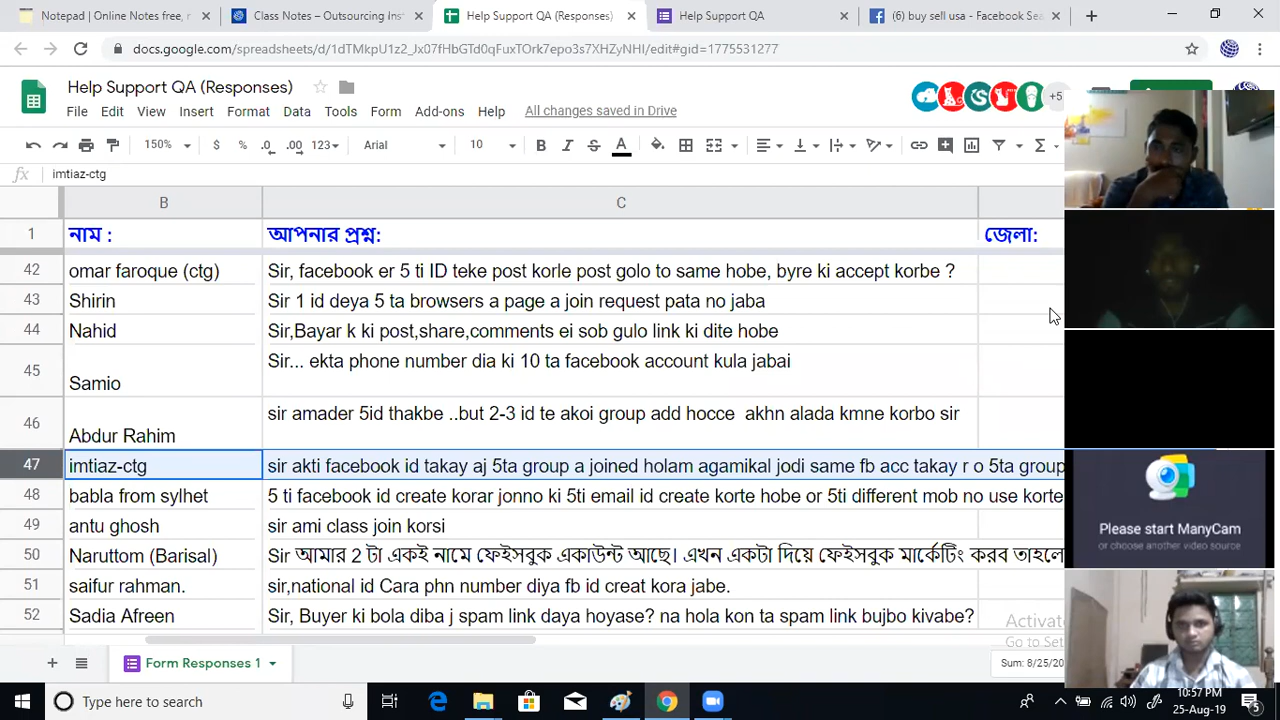 Notepad | Online Notes free, n
Class Notes – Outsourcing Inst
Help Support QA (Responses)
Help Support QA
(6) buy sell usa - Facebook Sea
docs.google.com/spreadsheets/d/1dTMkpU1z2_Jx07fHbGTd0qFuxTOrk7epo3s7XHZyNHI/edit#gid=1775531277
Help Support QA (Responses)
+5
File Edit View Insert Format Data Tools Form Add-ons Help All changes saved in Drive
150% $ % .0 .00 123 Arial 10 B I S A
fx imtiaz-ctg
B C
1 নাম : আপনার প্রশ্ন: জেলা:
42 omar faroque (ctg) Sir, facebook er 5 ti ID teke post korle post golo to same hobe, byre ki accept korbe ?
43 Shirin Sir 1 id deya 5 ta browsers a page a join request pata no jaba
44 Nahid Sir,Bayar k ki post,share,comments ei sob gulo link ki dite hobe
45 Samio Sir... ekta phone number dia ki 10 ta facebook account kula jabai
46 Abdur Rahim sir amader 5id thakbe ..but 2-3 id te akoi group add hocce akhn alada kmne korbo sir
47 imtiaz-ctg sir akti facebook id takay aj 5ta group a joined holam agamikal jodi same fb acc takay r o 5ta group
48 babla from sylhet 5 ti facebook id create korar jonno ki 5ti email id create korte hobe or 5ti different mob no use korte
49 antu ghosh sir ami class join korsi
50 Naruttom (Barisal) Sir আমার 2 টা একই নামে ফেইসবুক একাউন্ট আছে। এখন একটা দিয়ে ফেইসবুক মার্কেটিং করব তাহলে
51 saifur rahman. sir,national id Cara phn number diya fb id creat kora jabe.
52 Sadia Afreen Sir, Buyer ki bola diba j spam link daya hoyase? na hola kon ta spam link bujbo kivabe?
Please start ManyCam
or choose another video source
Activate
Go to Set
Form Responses 1
Sum: 8/25/20
Type here to search
10:57 PM
25-Aug-19
5